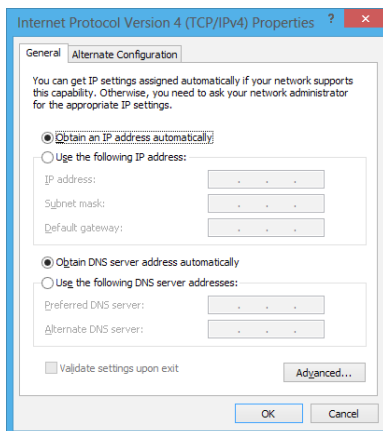 Internet Protocol Version 4 (TCP/IPv4) Properties ? ×
General Alternate Configuration
You can get IP settings assigned automatically if your network supports
this capability. Otherwise, you need to ask your network administrator
for the appropriate IP settings.
Obtain an IP address automatically
Use the following IP address:
IP address: . . .
Subnet mask: . . .
Default gateway: . . .
Obtain DNS server address automatically
Use the following DNS server addresses:
Preferred DNS server: . . .
Alternate DNS server: . . .
Validate settings upon exit
Advanced...
OK Cancel